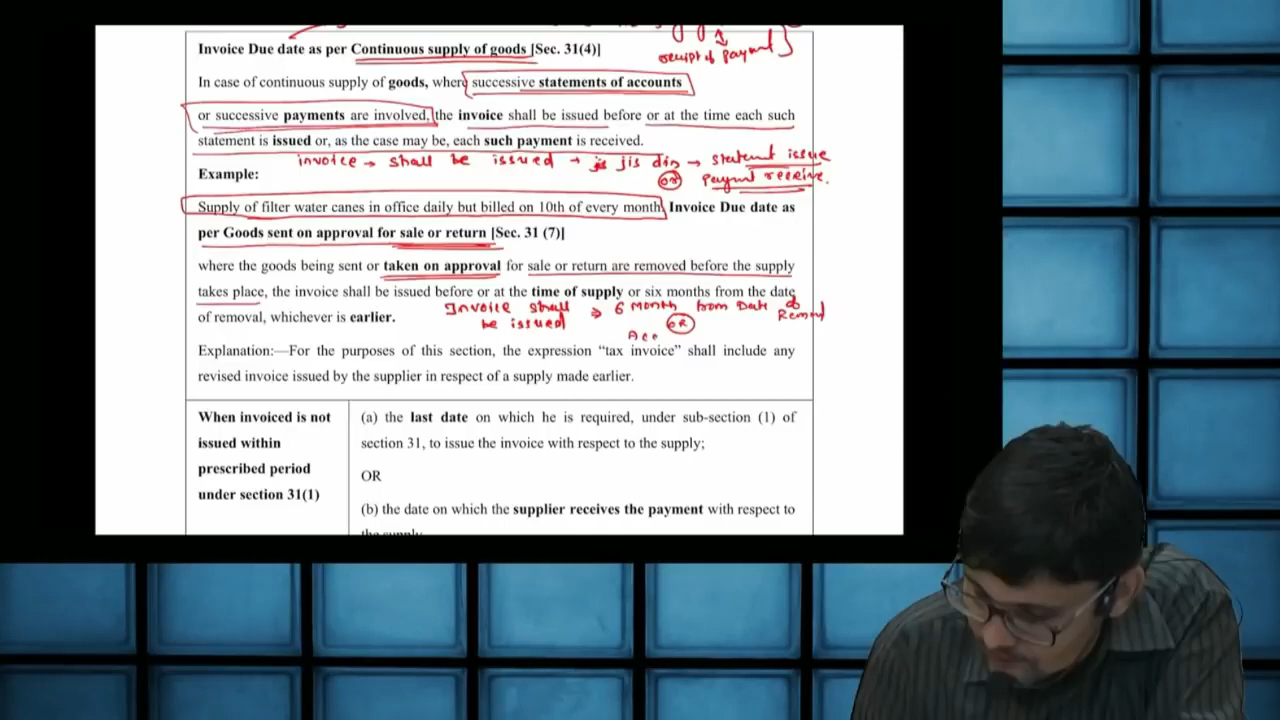 receipt of payment
Invoice Due date as per Continuous supply of goods [Sec. 31(4)]
In case of continuous supply of goods, where successive statements of accounts
or successive payments are involved, the invoice shall be issued before or at the time each such
statement is issued or, as the case may be, each such payment is received.
invoice → shall be issued → jis din → statement issue
OR payment receive.
Example:
Supply of filter water canes in office daily but billed on 10th of every month. Invoice Due date as
per Goods sent on approval for sale or return [Sec. 31 (7)]
where the goods being sent or taken on approval for sale or return are removed before the supply
takes place, the invoice shall be issued before or at the time of supply or six months from the date
of removal, whichever is earlier.
Invoice shall be issued → 6 Month from Date of Removal
OR
Acc
Explanation:—For the purposes of this section, the expression “tax invoice” shall include any
revised invoice issued by the supplier in respect of a supply made earlier.
When invoiced is not
issued within
prescribed period
under section 31(1)
(a) the last date on which he is required, under sub-section (1) of
section 31, to issue the invoice with respect to the supply;
OR
(b) the date on which the supplier receives the payment with respect to
the supply